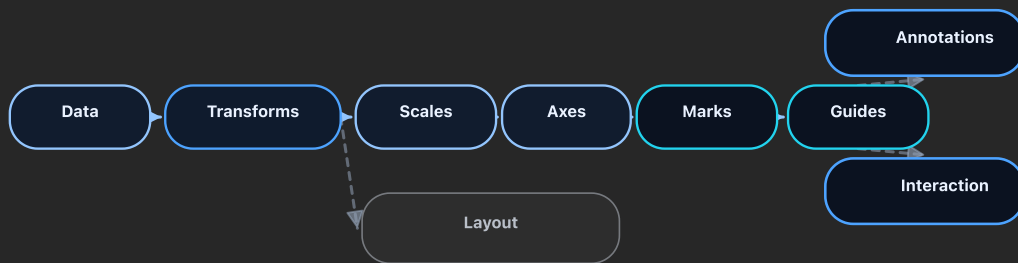 Annotations
Data
Transforms
Scales
Axes
Marks
Guides
Interaction
Layout